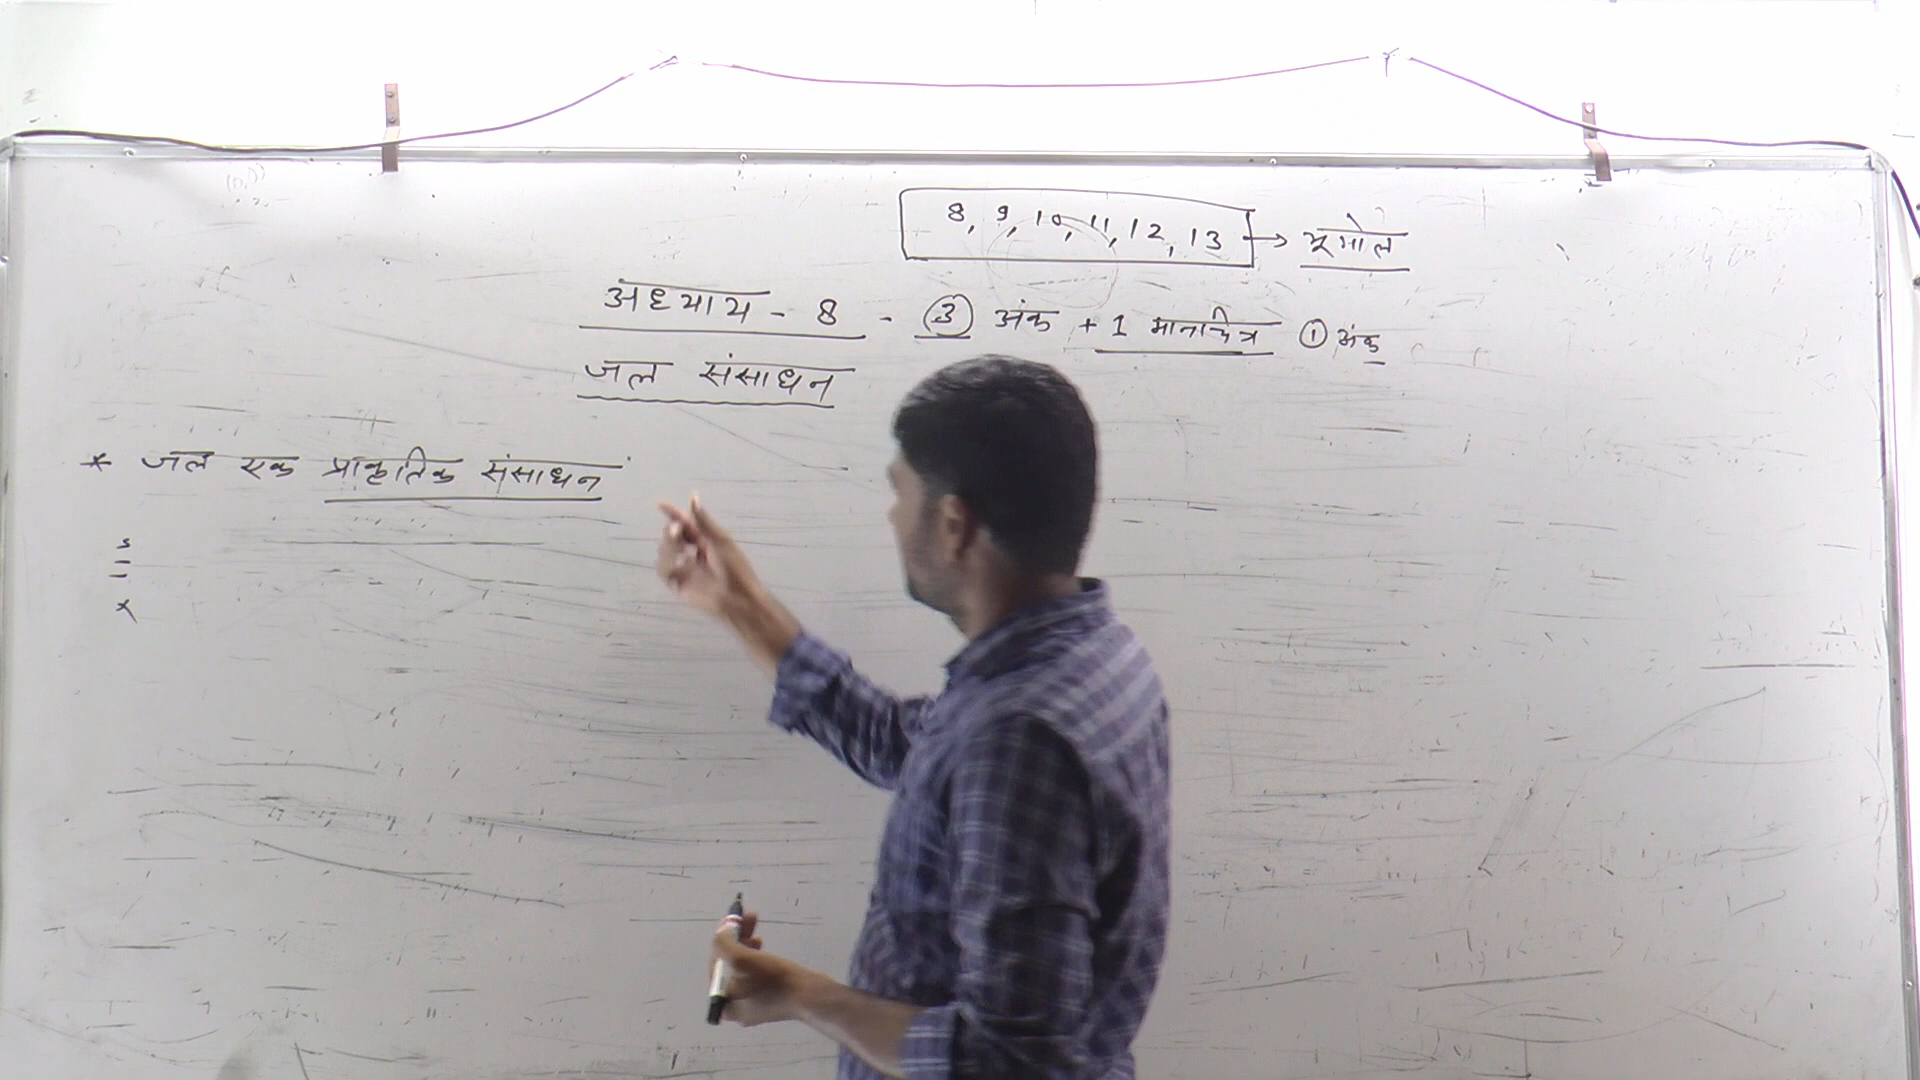 8, 9, 10, 11, 12, 13 → भूगोल
अध्याय - 8 - ③ अंक + 1 मानचित्र ① अंक
जल संसाधन
* जल एक प्राकृतिक संसाधन